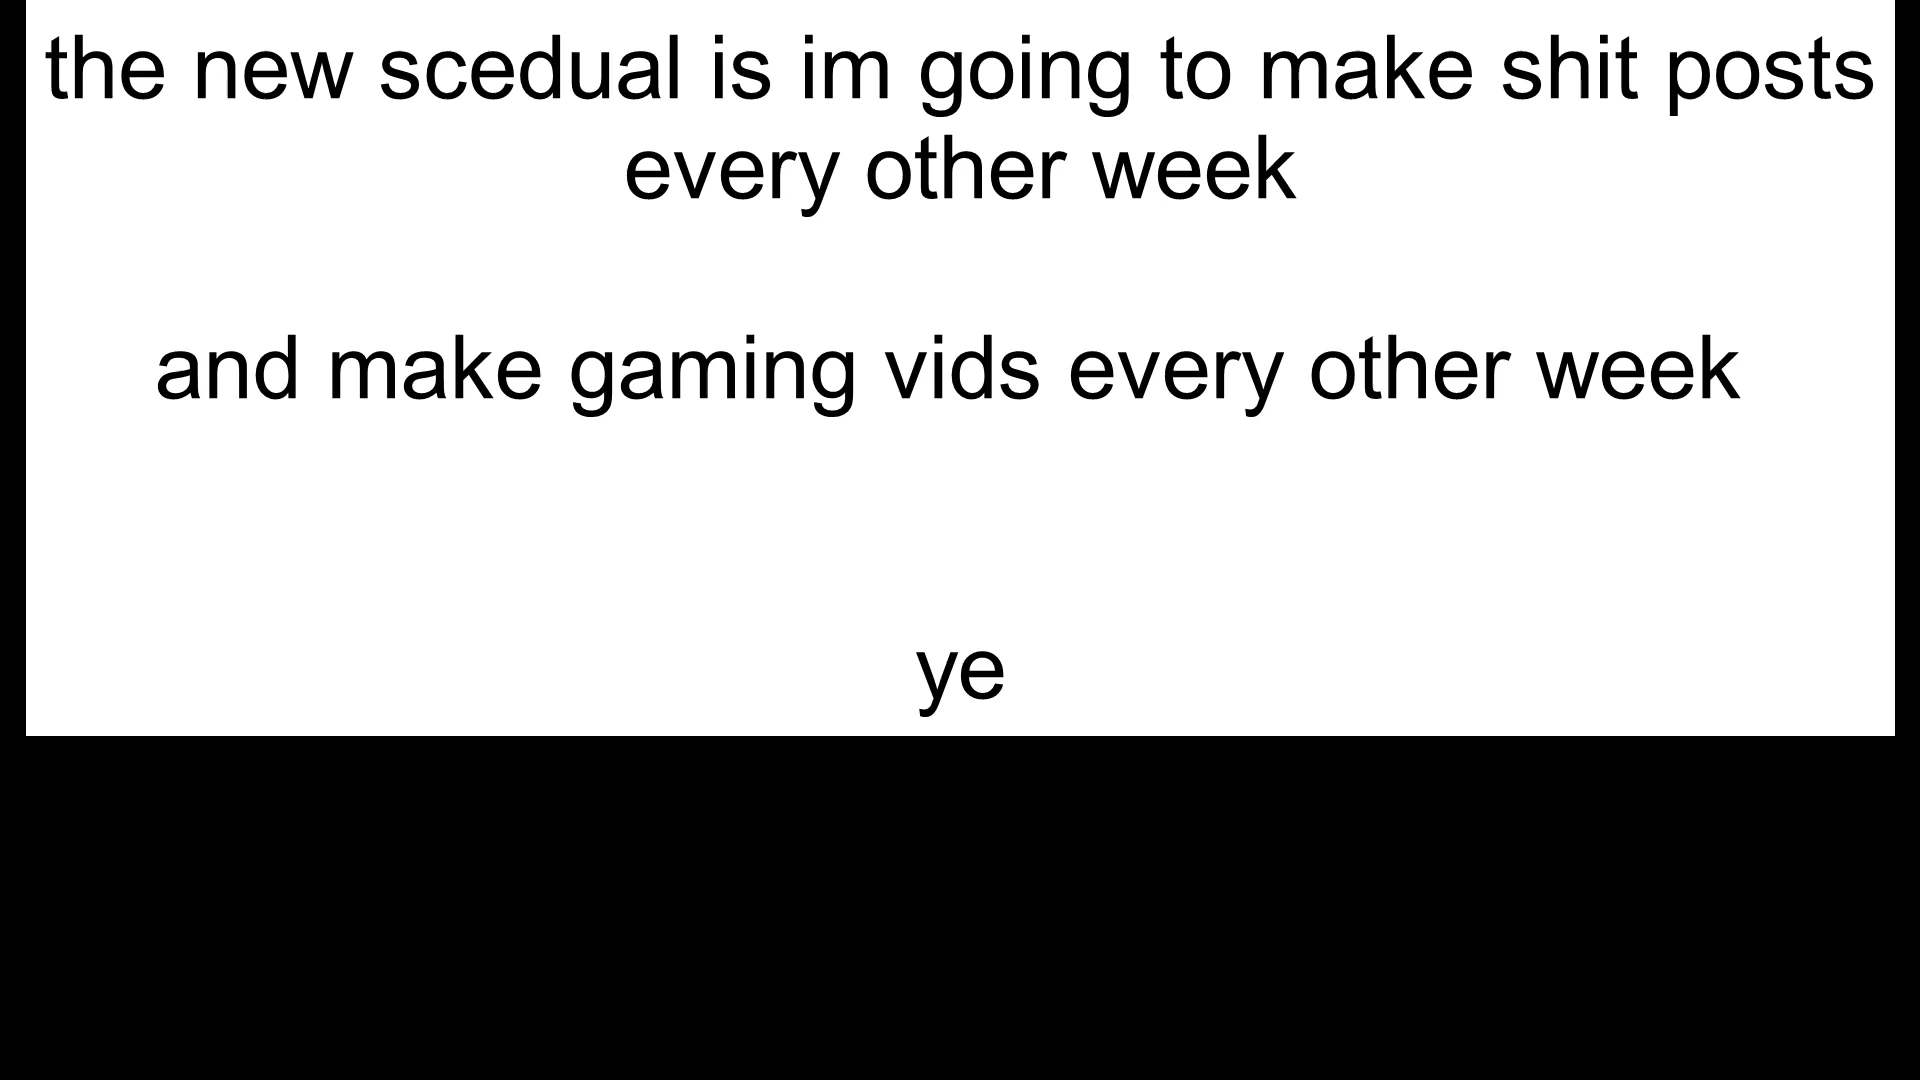 the new scedual is im going to make shit posts
every other week
and make gaming vids every other week
ye